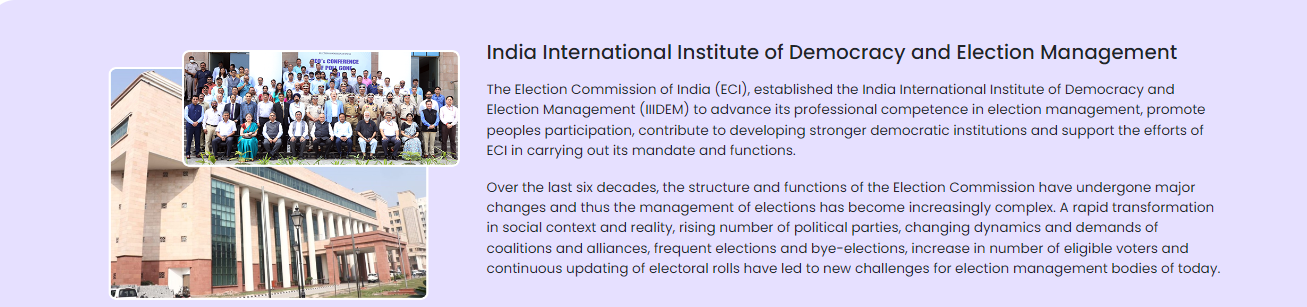 CEO's CONFERENCE
India International Institute of Democracy and Election Management
The Election Commission of India (ECI), established the India International Institute of Democracy and
Election Management (IIIDEM) to advance its professional competence in election management, promote
peoples participation, contribute to developing stronger democratic institutions and support the efforts of
ECI in carrying out its mandate and functions.
Over the last six decades, the structure and functions of the Election Commission have undergone major
changes and thus the management of elections has become increasingly complex. A rapid transformation
in social context and reality, rising number of political parties, changing dynamics and demands of
coalitions and alliances, frequent elections and bye-elections, increase in number of eligible voters and
continuous updating of electoral rolls have led to new challenges for election management bodies of today.